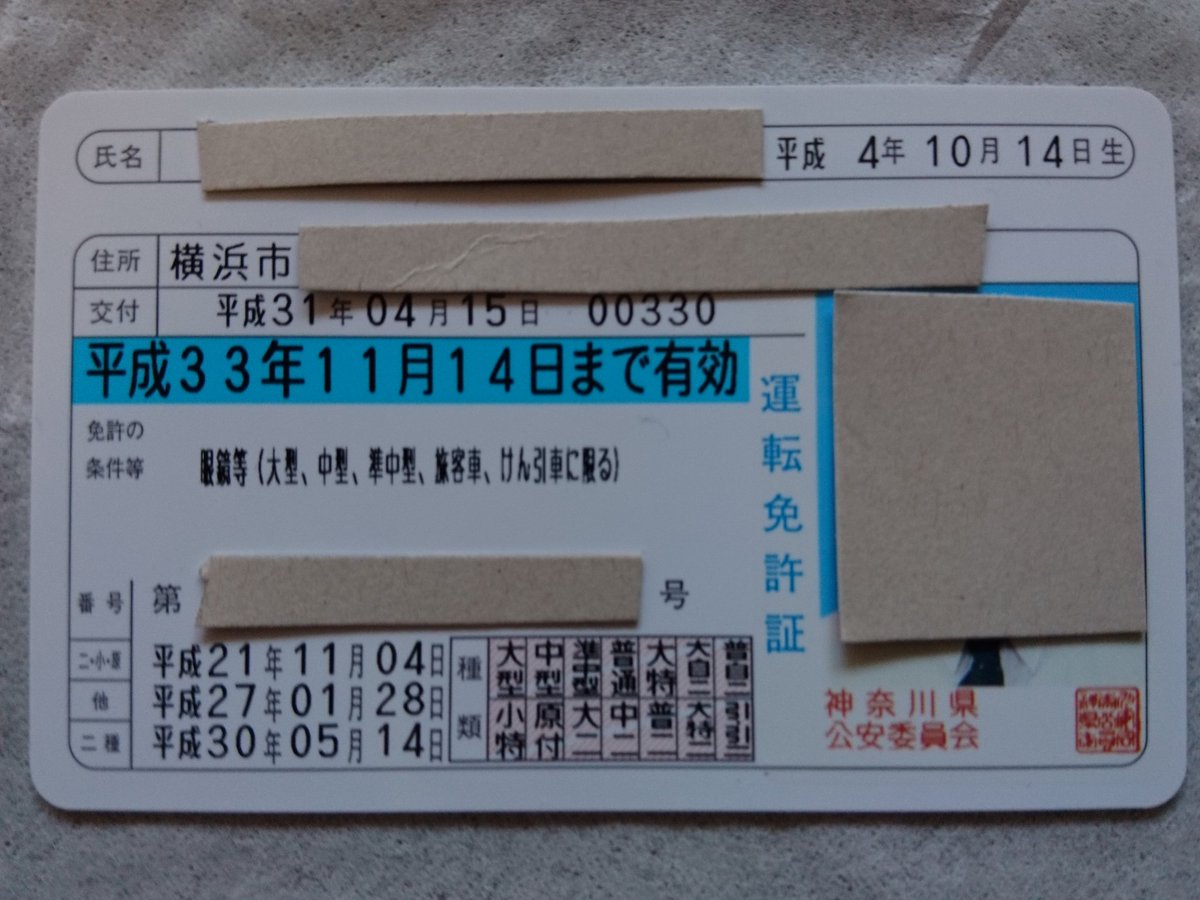 氏名 平成 4年10月14日生
住所 横浜市
交付 平成31年04月15日 00330
平成33年11月14日まで有効
免許の
条件等
眼鏡等(大型、中型、準中型、旅客車、けん引車に限る)
番号 第 号
二・小・原 平成21年11月04日
他 平成27年01月28日
二種 平成30年05月14日
種類
大型 中型 準中型 普通 大特 大自二 普自二
小特 原付 大二 中二 普二 大特二 引引二
運転免許証
神奈川県
公安委員会